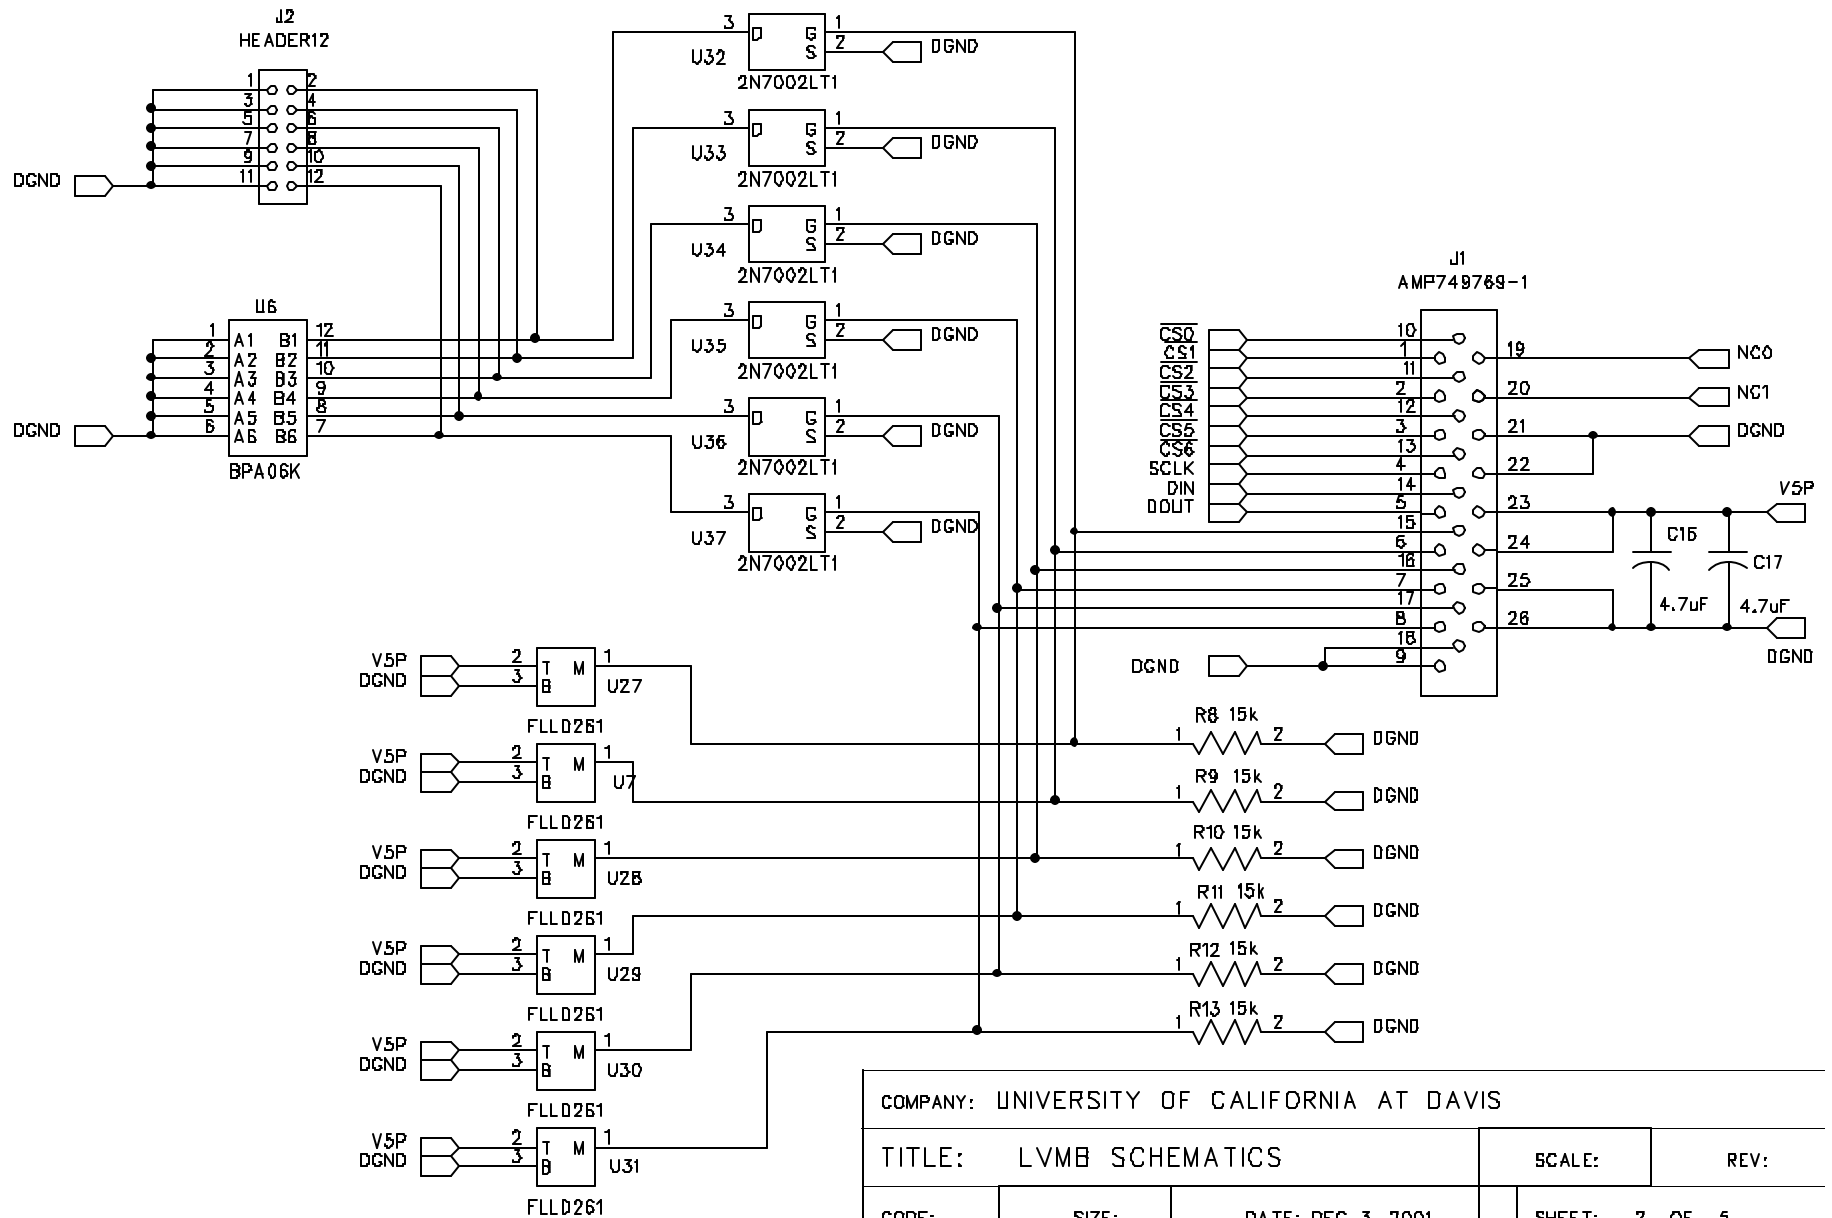 J2
HEADER12
1 2
3 4
5 6
7 8
9 10
11 12
DGND
U6
1 A1 B1 12
2 A2 B2 11
3 A3 B3 10
4 A4 B4 9
5 A5 B5 8
6 A6 B6 7
DGND
BPA06K
3 D G 1
S 2 DGND
U32
2N7002LT1
3 D G 1
S 2 DGND
U33
2N7002LT1
3 D G 1
S 2 DGND
U34
2N7002LT1
3 D G 1
S 2 DGND
U35
2N7002LT1
3 D G 1
S 2 DGND
U36
2N7002LT1
3 D G 1
S 2 DGND
U37
2N7002LT1
J1
AMP749769-1
CS0 10
CS1 1 19 NC0
CS2 11
CS3 2 20 NC1
CS4 12
CS5 3 21 DGND
CS6 13
SCLK 4 22
DIN 14
DOUT 5 23 V5P
15
6 24
16
7 25
17
8 26
18
DGND 9
C16
4.7uF
C17
4.7uF
DGND
V5P 2 T M 1
DGND 3 B U27
FLLD261
V5P 2 T M 1
DGND 3 B U7
FLLD261
V5P 2 T M 1
DGND 3 B U28
FLLD261
V5P 2 T M 1
DGND 3 B U29
FLLD261
V5P 2 T M 1
DGND 3 B U30
FLLD261
V5P 2 T M 1
DGND 3 B U31
FLLD261
R8 15k
1 2 DGND
R9 15k
1 2 DGND
R10 15k
1 2 DGND
R11 15k
1 2 DGND
R12 15k
1 2 DGND
R13 15k
1 2 DGND
COMPANY: UNIVERSITY OF CALIFORNIA AT DAVIS
TITLE: LVMB SCHEMATICS SCALE: REV:
CODE: SIZE: DATE: DEC 3, 2001 SHEET: OF